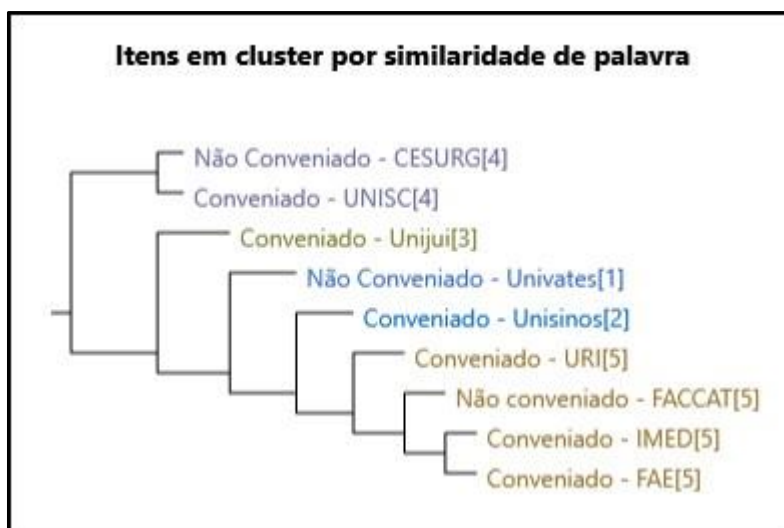 Itens em cluster por similaridade de palavra
Não Conveniado - CESURG[4]
Conveniado - UNISC[4]
Conveniado - Unijui[3]
Não Conveniado - Univates[1]
Conveniado - Unisinos[2]
Conveniado - URI[5]
Não conveniado - FACCAT[5]
Conveniado - IMED[5]
Conveniado - FAE[5]